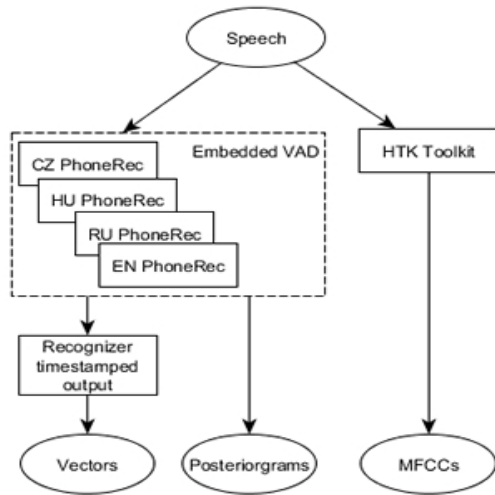 Speech
Embedded VAD
HTK Toolkit
CZ PhoneRec
HU PhoneRec
RU PhoneRec
EN PhoneRec
Recognizer
timestamped
output
Vectors
Posteriorgrams
MFCCs